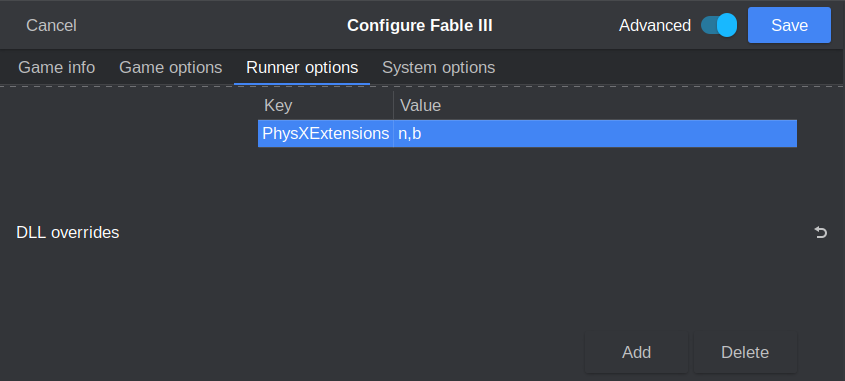 Cancel Configure Fable III Advanced Save
Game info Game options Runner options System options
Key Value
PhysXExtensions n,b
DLL overrides
Add Delete